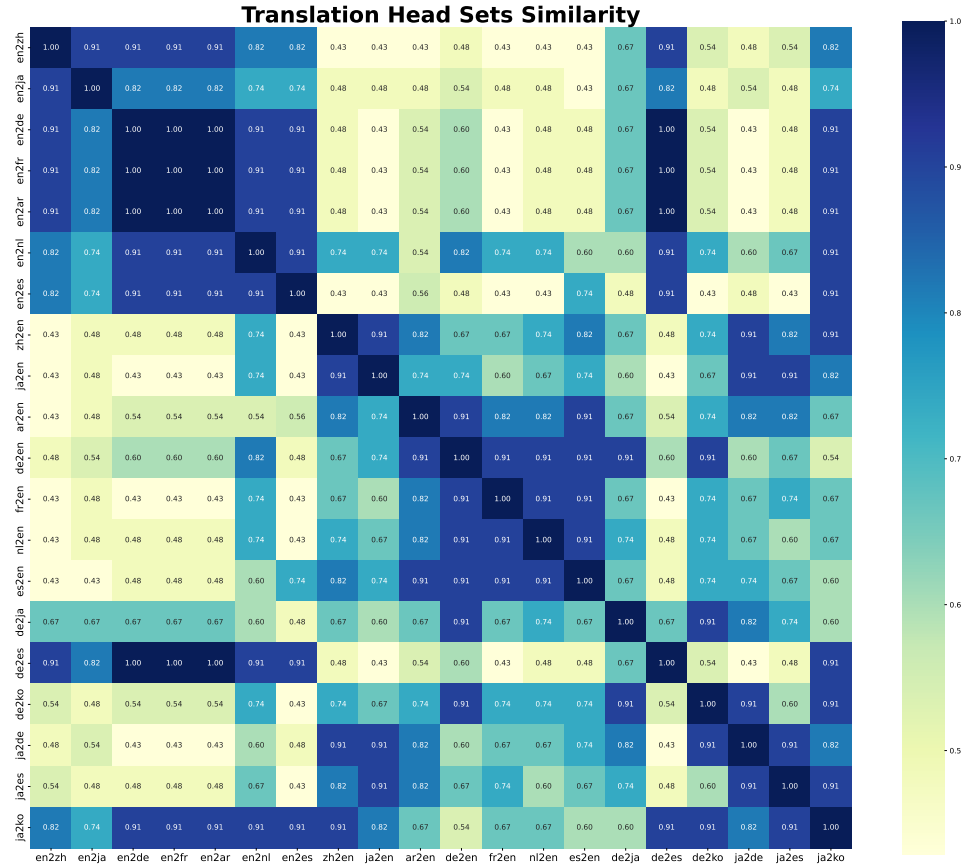 Translation Head Sets Similarity
en2zh 1.00 0.91 0.91 0.91 0.91 0.82 0.82 0.43 0.43 0.43 0.48 0.43 0.43 0.43 0.67 0.91 0.54 0.48 0.54 0.82
en2ja 0.91 1.00 0.82 0.82 0.82 0.74 0.74 0.48 0.48 0.48 0.54 0.48 0.48 0.43 0.67 0.82 0.48 0.54 0.48 0.74
en2de 0.91 0.82 1.00 1.00 1.00 0.91 0.91 0.48 0.43 0.54 0.60 0.43 0.48 0.48 0.67 1.00 0.54 0.43 0.48 0.91
en2fr 0.91 0.82 1.00 1.00 1.00 0.91 0.91 0.48 0.43 0.54 0.60 0.43 0.48 0.48 0.67 1.00 0.54 0.43 0.48 0.91
en2ar 0.91 0.82 1.00 1.00 1.00 0.91 0.91 0.48 0.43 0.54 0.60 0.43 0.48 0.48 0.67 1.00 0.54 0.43 0.48 0.91
en2nl 0.82 0.74 0.91 0.91 0.91 1.00 0.91 0.74 0.74 0.54 0.82 0.74 0.74 0.60 0.60 0.91 0.74 0.60 0.67 0.91
en2es 0.82 0.74 0.91 0.91 0.91 0.91 1.00 0.43 0.43 0.56 0.48 0.43 0.43 0.74 0.48 0.91 0.43 0.48 0.43 0.91
zh2en 0.43 0.48 0.48 0.48 0.48 0.74 0.43 1.00 0.91 0.82 0.67 0.67 0.74 0.82 0.67 0.48 0.74 0.91 0.82 0.91
ja2en 0.43 0.48 0.43 0.43 0.43 0.74 0.43 0.91 1.00 0.74 0.74 0.60 0.67 0.74 0.60 0.43 0.67 0.91 0.91 0.82
ar2en 0.43 0.48 0.54 0.54 0.54 0.54 0.56 0.82 0.74 1.00 0.91 0.82 0.82 0.91 0.67 0.54 0.74 0.82 0.82 0.67
de2en 0.48 0.54 0.60 0.60 0.60 0.82 0.48 0.67 0.74 0.91 1.00 0.91 0.91 0.91 0.91 0.60 0.91 0.60 0.67 0.54
fr2en 0.43 0.48 0.43 0.43 0.43 0.74 0.43 0.67 0.60 0.82 0.91 1.00 0.91 0.91 0.67 0.43 0.74 0.67 0.74 0.67
nl2en 0.43 0.48 0.48 0.48 0.48 0.74 0.43 0.74 0.67 0.82 0.91 0.91 1.00 0.91 0.74 0.48 0.74 0.67 0.60 0.67
es2en 0.43 0.43 0.48 0.48 0.48 0.60 0.74 0.82 0.74 0.91 0.91 0.91 0.91 1.00 0.67 0.48 0.74 0.74 0.67 0.60
de2ja 0.67 0.67 0.67 0.67 0.67 0.60 0.48 0.67 0.60 0.67 0.91 0.67 0.74 0.67 1.00 0.67 0.91 0.82 0.74 0.60
de2es 0.91 0.82 1.00 1.00 1.00 0.91 0.91 0.48 0.43 0.54 0.60 0.43 0.48 0.48 0.67 1.00 0.54 0.43 0.48 0.91
de2ko 0.54 0.48 0.54 0.54 0.54 0.74 0.43 0.74 0.67 0.74 0.91 0.74 0.74 0.74 0.91 0.54 1.00 0.91 0.60 0.91
ja2de 0.48 0.54 0.43 0.43 0.43 0.60 0.48 0.91 0.91 0.82 0.60 0.67 0.67 0.74 0.82 0.43 0.91 1.00 0.91 0.82
ja2es 0.54 0.48 0.48 0.48 0.48 0.67 0.43 0.82 0.91 0.82 0.67 0.74 0.60 0.67 0.74 0.48 0.60 0.91 1.00 0.91
ja2ko 0.82 0.74 0.91 0.91 0.91 0.91 0.91 0.91 0.82 0.67 0.54 0.67 0.67 0.60 0.60 0.91 0.91 0.82 0.91 1.00
en2zh en2ja en2de en2fr en2ar en2nl en2es zh2en ja2en ar2en de2en fr2en nl2en es2en de2ja de2es de2ko ja2de ja2es ja2ko
1.0
0.9
0.8
0.7
0.6
0.5